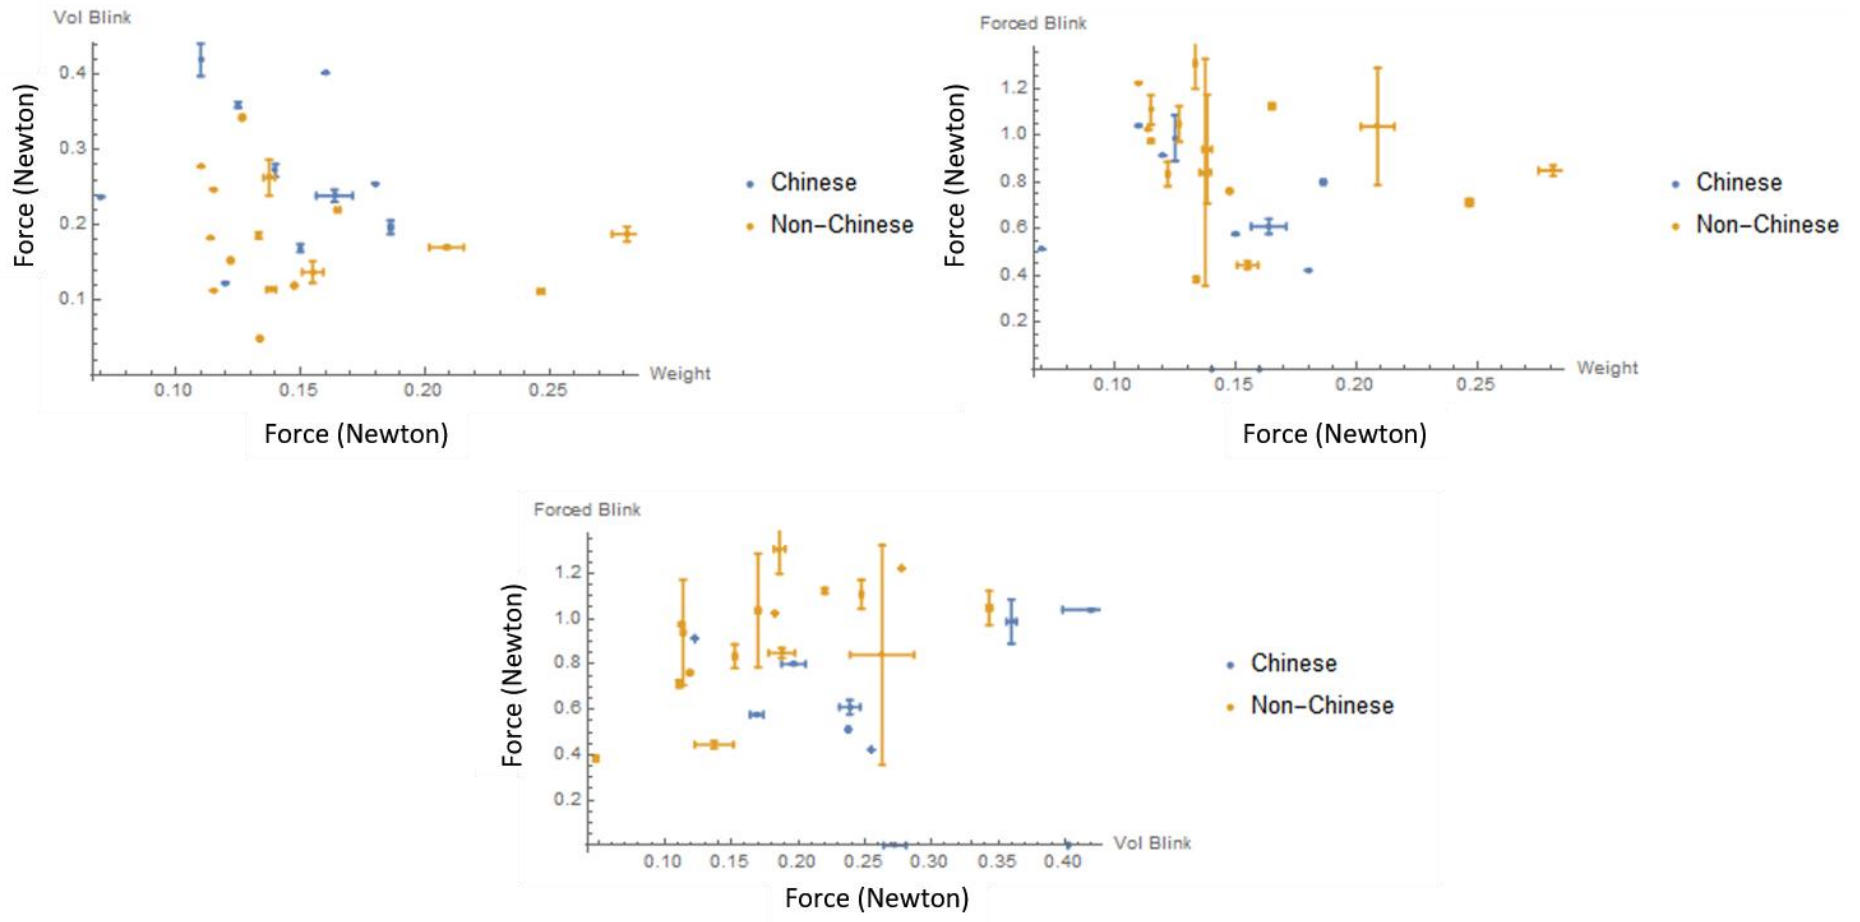 Vol Blink
Force (Newton)
0.4
0.3
0.2
0.1
0.10 0.15 0.20 0.25
Weight
Force (Newton)
Chinese
Non−Chinese
Forced Blink
Force (Newton)
1.2
1.0
0.8
0.6
0.4
0.2
0.10 0.15 0.20 0.25
Weight
Force (Newton)
Chinese
Non−Chinese
Forced Blink
Force (Newton)
1.2
1.0
0.8
0.6
0.4
0.2
0.10 0.15 0.20 0.25 0.30 0.35 0.40
Vol Blink
Force (Newton)
Chinese
Non−Chinese